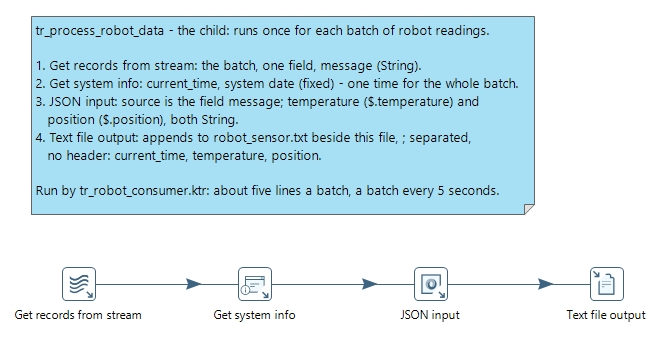 tr_process_robot_data - the child: runs once for each batch of robot readings.
1. Get records from stream: the batch, one field, message (String).
2. Get system info: current_time, system date (fixed) - one time for the whole batch.
3. JSON input: source is the field message; temperature ($.temperature) and
position ($.position), both String.
4. Text file output: appends to robot_sensor.txt beside this file, ; separated,
no header: current_time, temperature, position.
Run by tr_robot_consumer.ktr: about five lines a batch, a batch every 5 seconds.
Get records from stream
Get system info
JSON input
Text file output